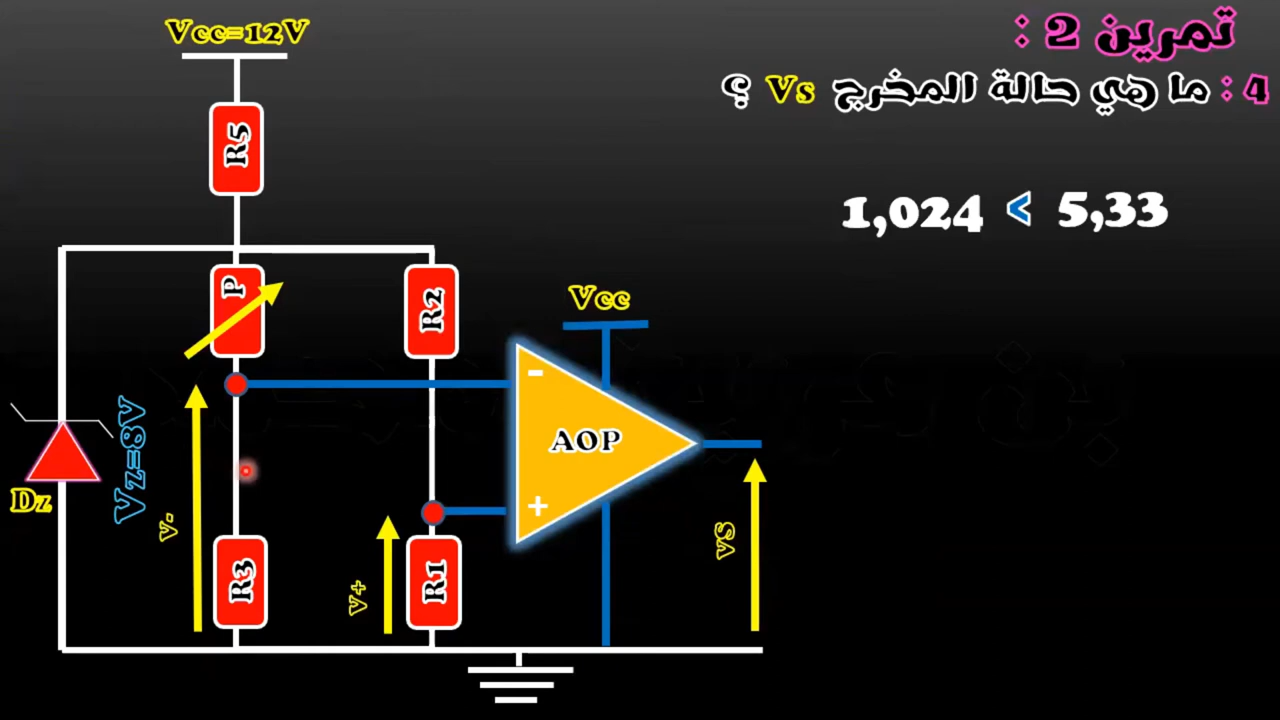 تمرين 2 :
4 : ما هي حالة المخرج Vs ؟
1,024 < 5,33
Vcc=12V
R5
P
R2
Vcc
-
AOP
+
Vz=8V
Dz
V-
V+
vS
R3
R1